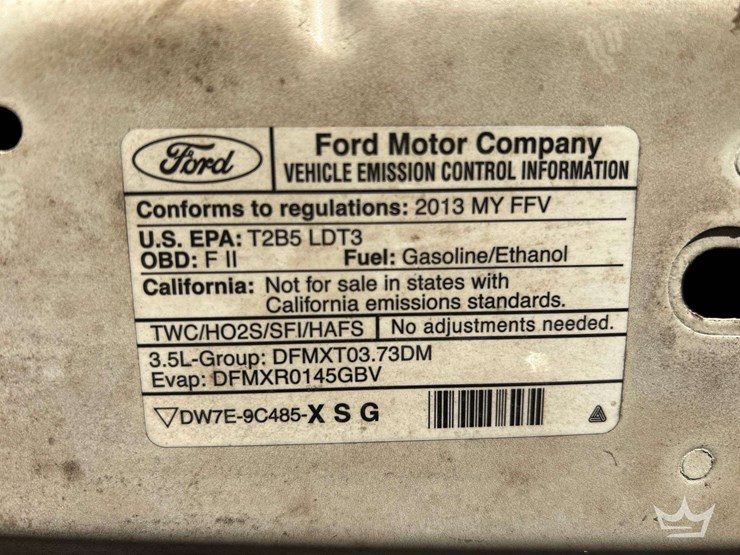 Ford
Ford Motor Company
VEHICLE EMISSION CONTROL INFORMATION
Conforms to regulations: 2013 MY FFV
U.S. EPA: T2B5 LDT3
OBD: F II Fuel: Gasoline/Ethanol
California: Not for sale in states with
California emissions standards.
TWC/HO2S/SFI/HAFS No adjustments needed.
3.5L-Group: DFMXT03.73DM
Evap: DFMXR0145GBV
DW7E-9C485-X S G